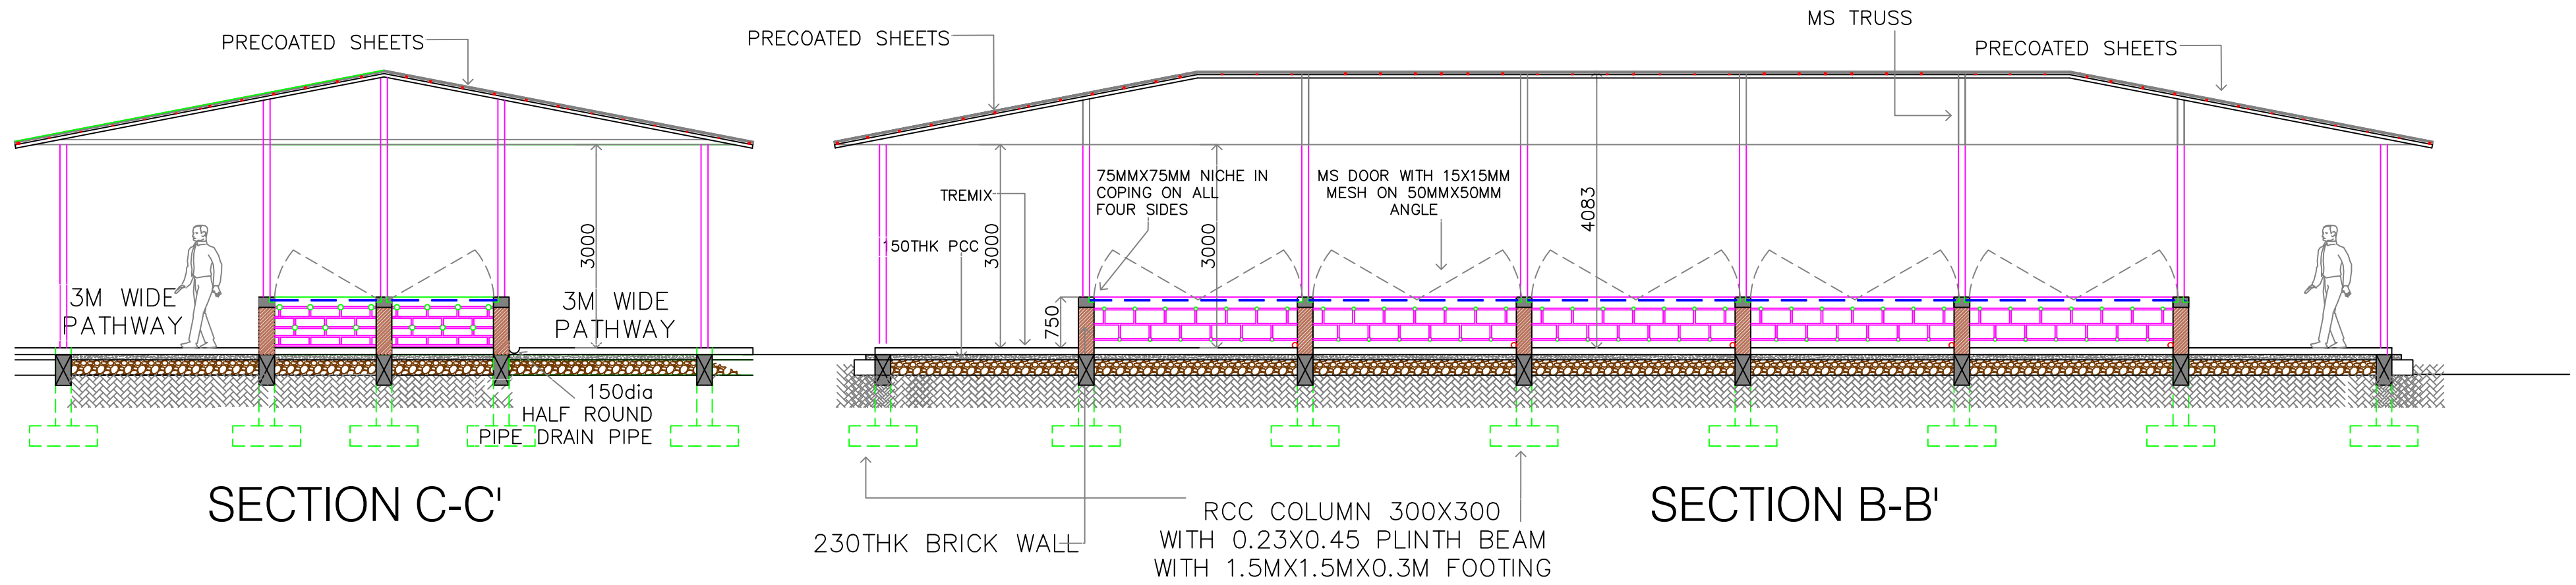 PRECOATED SHEETS
3000
3M WIDE
PATHWAY
3M WIDE
PATHWAY
150dia
HALF ROUND
PIPE DRAIN PIPE
SECTION C-C'
PRECOATED SHEETS
MS TRUSS
PRECOATED SHEETS
TREMIX
150THK PCC
3000
75MMX75MM NICHE IN
COPING ON ALL
FOUR SIDES
3000
MS DOOR WITH 15X15MM
MESH ON 50MMX50MM
ANGLE
4083
750
230THK BRICK WALL
RCC COLUMN 300X300
WITH 0.23X0.45 PLINTH BEAM
WITH 1.5MX1.5MX0.3M FOOTING
SECTION B-B'